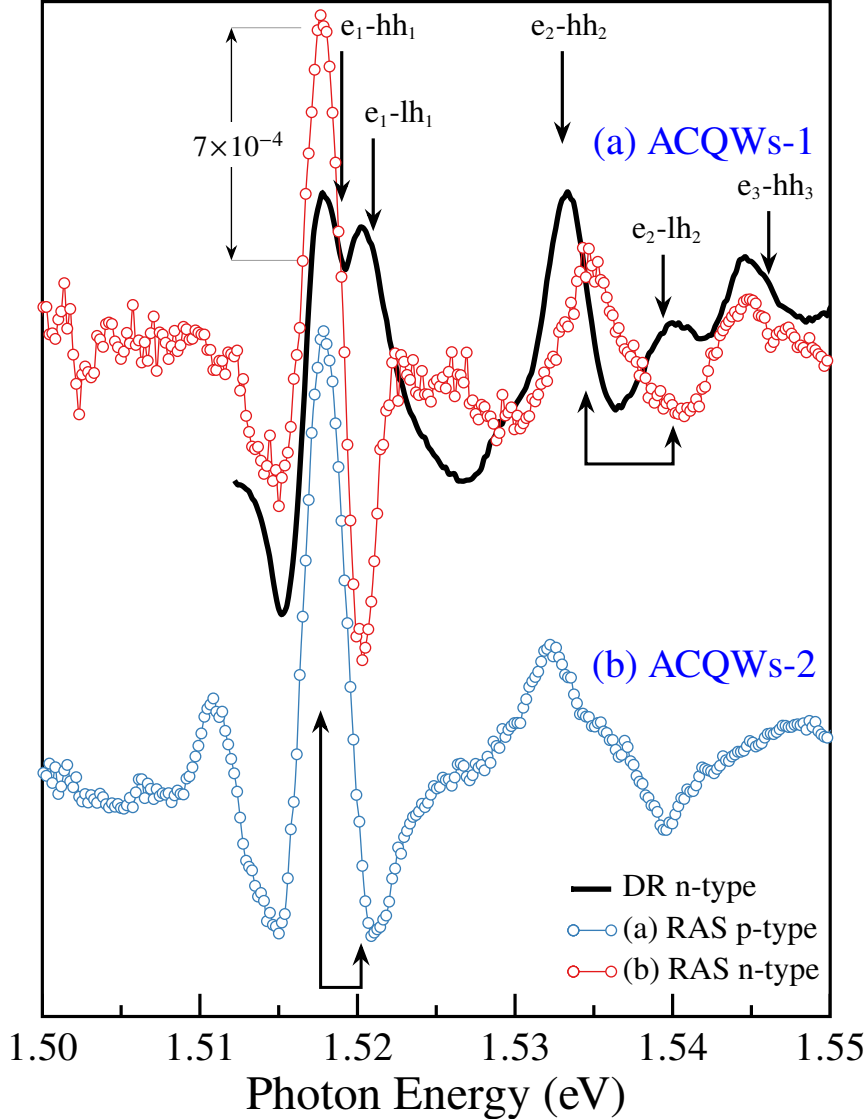 e₁-hh₁
e₂-hh₂
e₁-lh₁
7×10⁻⁴
(a) ACQWs-1
e₃-hh₃
e₂-lh₂
(b) ACQWs-2
DR n-type
(a) RAS p-type
(b) RAS n-type
1.50 1.51 1.52 1.53 1.54 1.55
Photon Energy (eV)